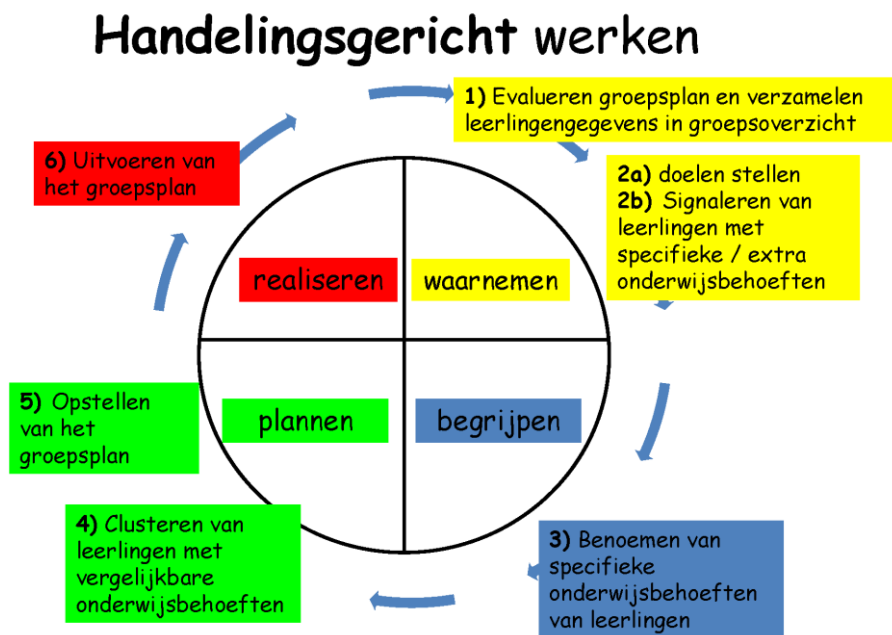 Handelingsgericht werken
1) Evalueren groepsplan en verzamelen
leerlingengegevens in groepsoverzicht
6) Uitvoeren van
het groepsplan
2a) doelen stellen
2b) Signaleren van
leerlingen met
specifieke / extra
onderwijsbehoeften
realiseren
waarnemen
5) Opstellen
van het
groepsplan
plannen
begrijpen
4) Clusteren van
leerlingen met
vergelijkbare
onderwijsbehoeften
3) Benoemen van
specifieke
onderwijsbehoeften
van leerlingen